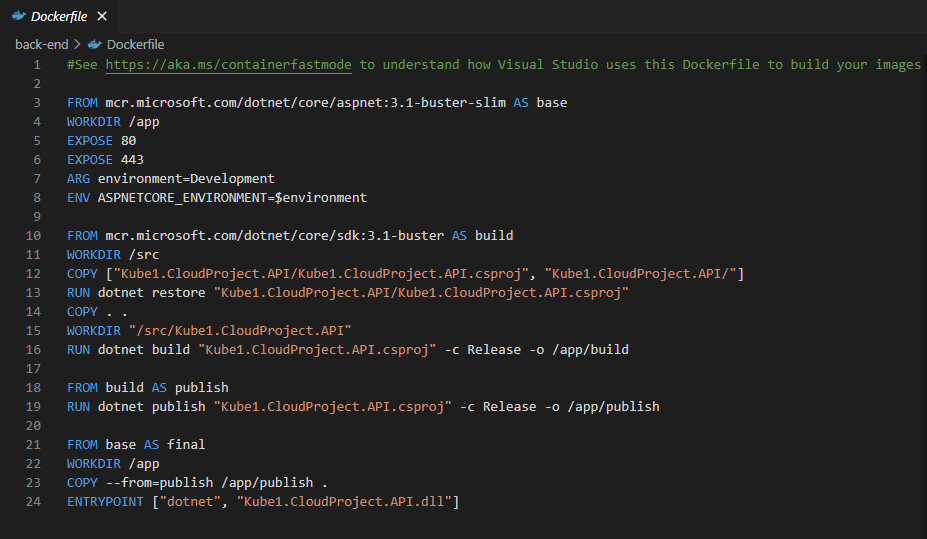 Dockerfile ×
back-end > Dockerfile
1 #See https://aka.ms/containerfastmode to understand how Visual Studio uses this Dockerfile to build your images
2
3 FROM mcr.microsoft.com/dotnet/core/aspnet:3.1-buster-slim AS base
4 WORKDIR /app
5 EXPOSE 80
6 EXPOSE 443
7 ARG environment=Development
8 ENV ASPNETCORE_ENVIRONMENT=$environment
9
10 FROM mcr.microsoft.com/dotnet/core/sdk:3.1-buster AS build
11 WORKDIR /src
12 COPY ["Kube1.CloudProject.API/Kube1.CloudProject.API.csproj", "Kube1.CloudProject.API/"]
13 RUN dotnet restore "Kube1.CloudProject.API/Kube1.CloudProject.API.csproj"
14 COPY . .
15 WORKDIR "/src/Kube1.CloudProject.API"
16 RUN dotnet build "Kube1.CloudProject.API.csproj" -c Release -o /app/build
17
18 FROM build AS publish
19 RUN dotnet publish "Kube1.CloudProject.API.csproj" -c Release -o /app/publish
20
21 FROM base AS final
22 WORKDIR /app
23 COPY --from=publish /app/publish .
24 ENTRYPOINT ["dotnet", "Kube1.CloudProject.API.dll"]